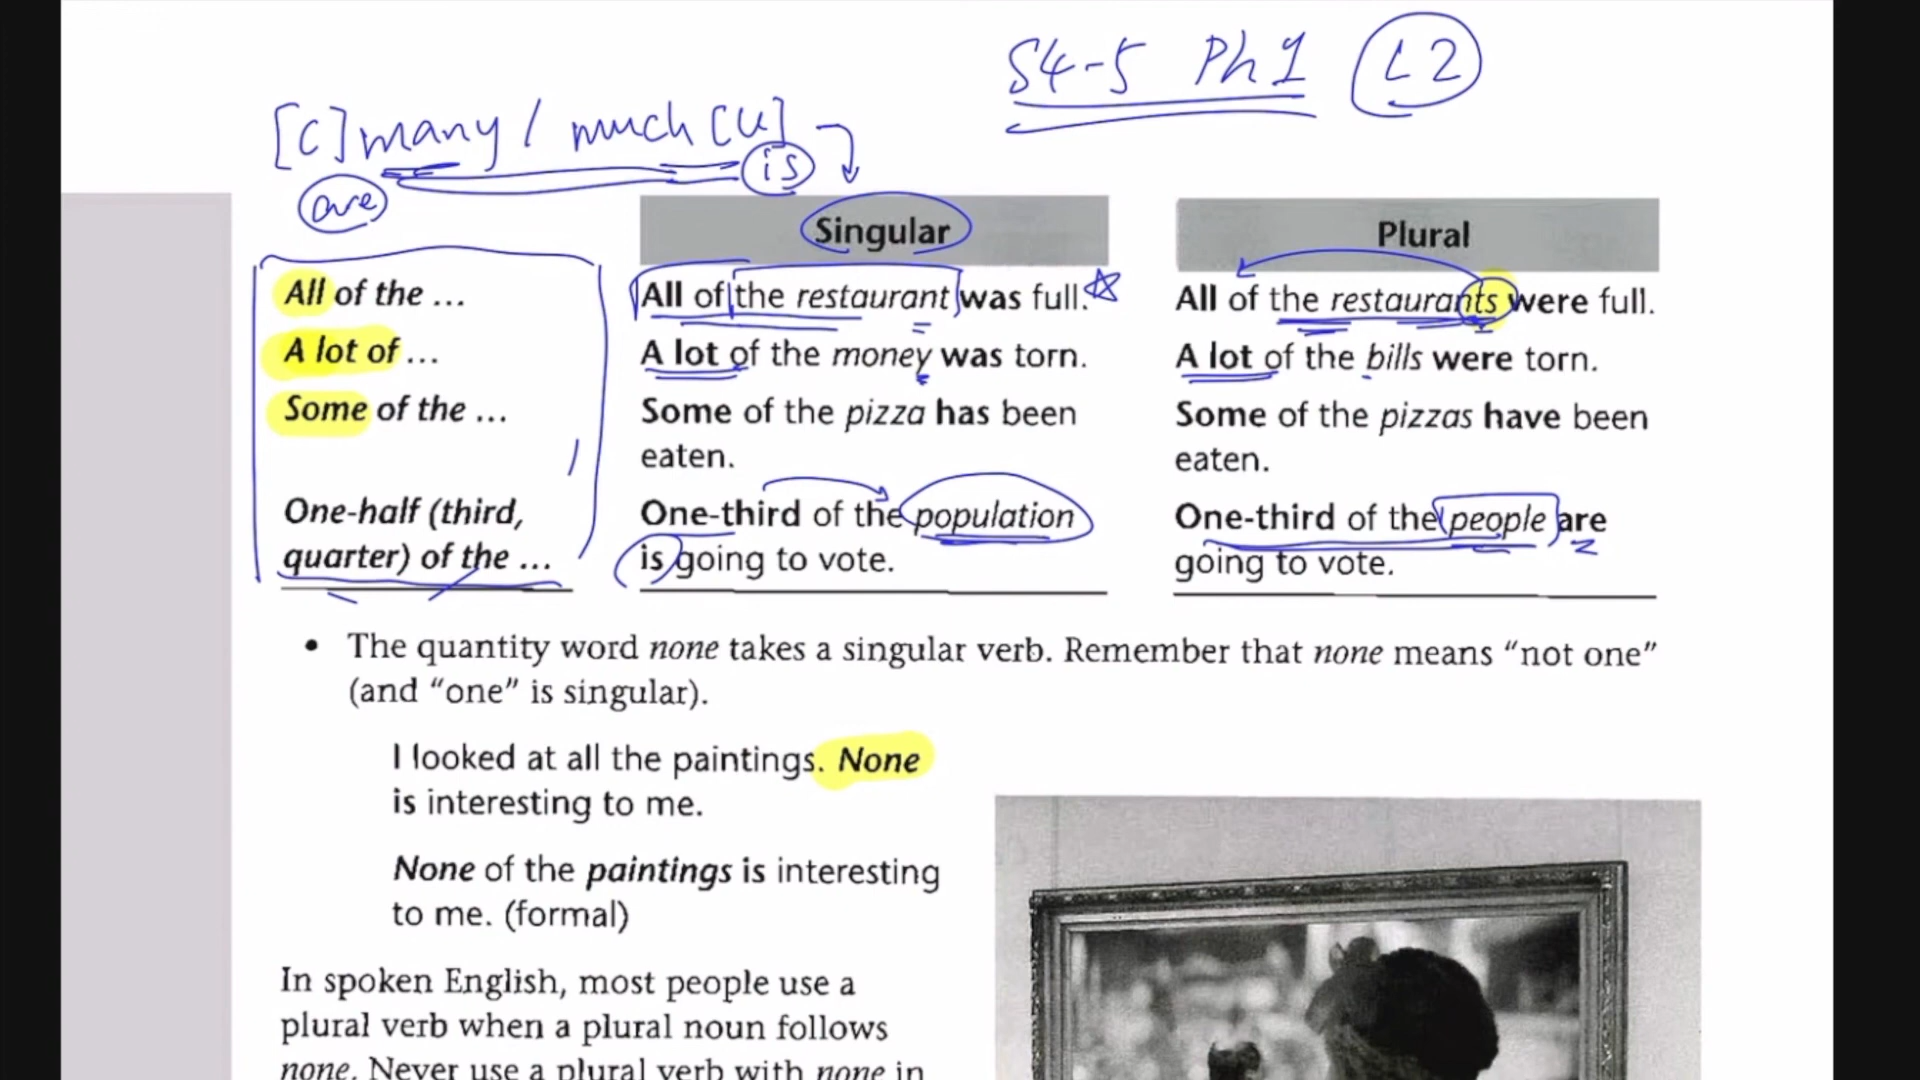 S4-5 Ph 1 L2
[C] many / much [U]
are
is
Singular
Plural
All of the ...
A lot of ...
Some of the ...
One-half (third,
quarter) of the ...
All of the restaurant was full.
A lot of the money was torn.
Some of the pizza has been
eaten.
One-third of the population
is going to vote.
All of the restaurants were full.
A lot of the bills were torn.
Some of the pizzas have been
eaten.
One-third of the people are
going to vote.
• The quantity word none takes a singular verb. Remember that none means “not one”
(and “one” is singular).
I looked at all the paintings. None
is interesting to me.
None of the paintings is interesting
to me. (formal)
In spoken English, most people use a
plural verb when a plural noun follows
none. Never use a plural verb with none in